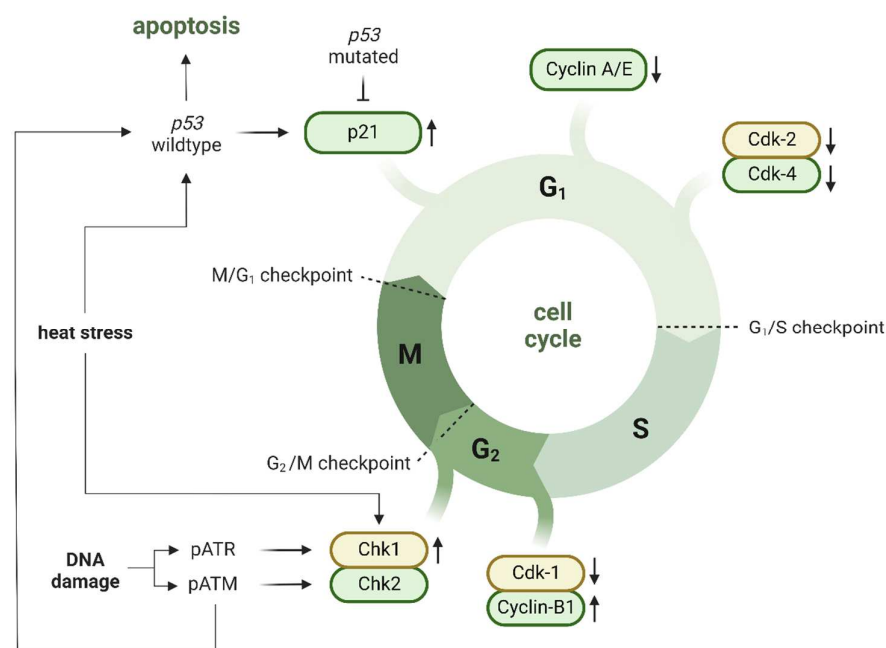 apoptosis
p53
mutated
Cyclin A/E
p53
wildtype
p21
Cdk-2
Cdk-4
G₁
M/G₁ checkpoint
heat stress
cell
cycle
G₁/S checkpoint
M
S
G₂
G₂/M checkpoint
DNA
damage
pATR
pATM
Chk1
Chk2
Cdk-1
Cyclin-B1